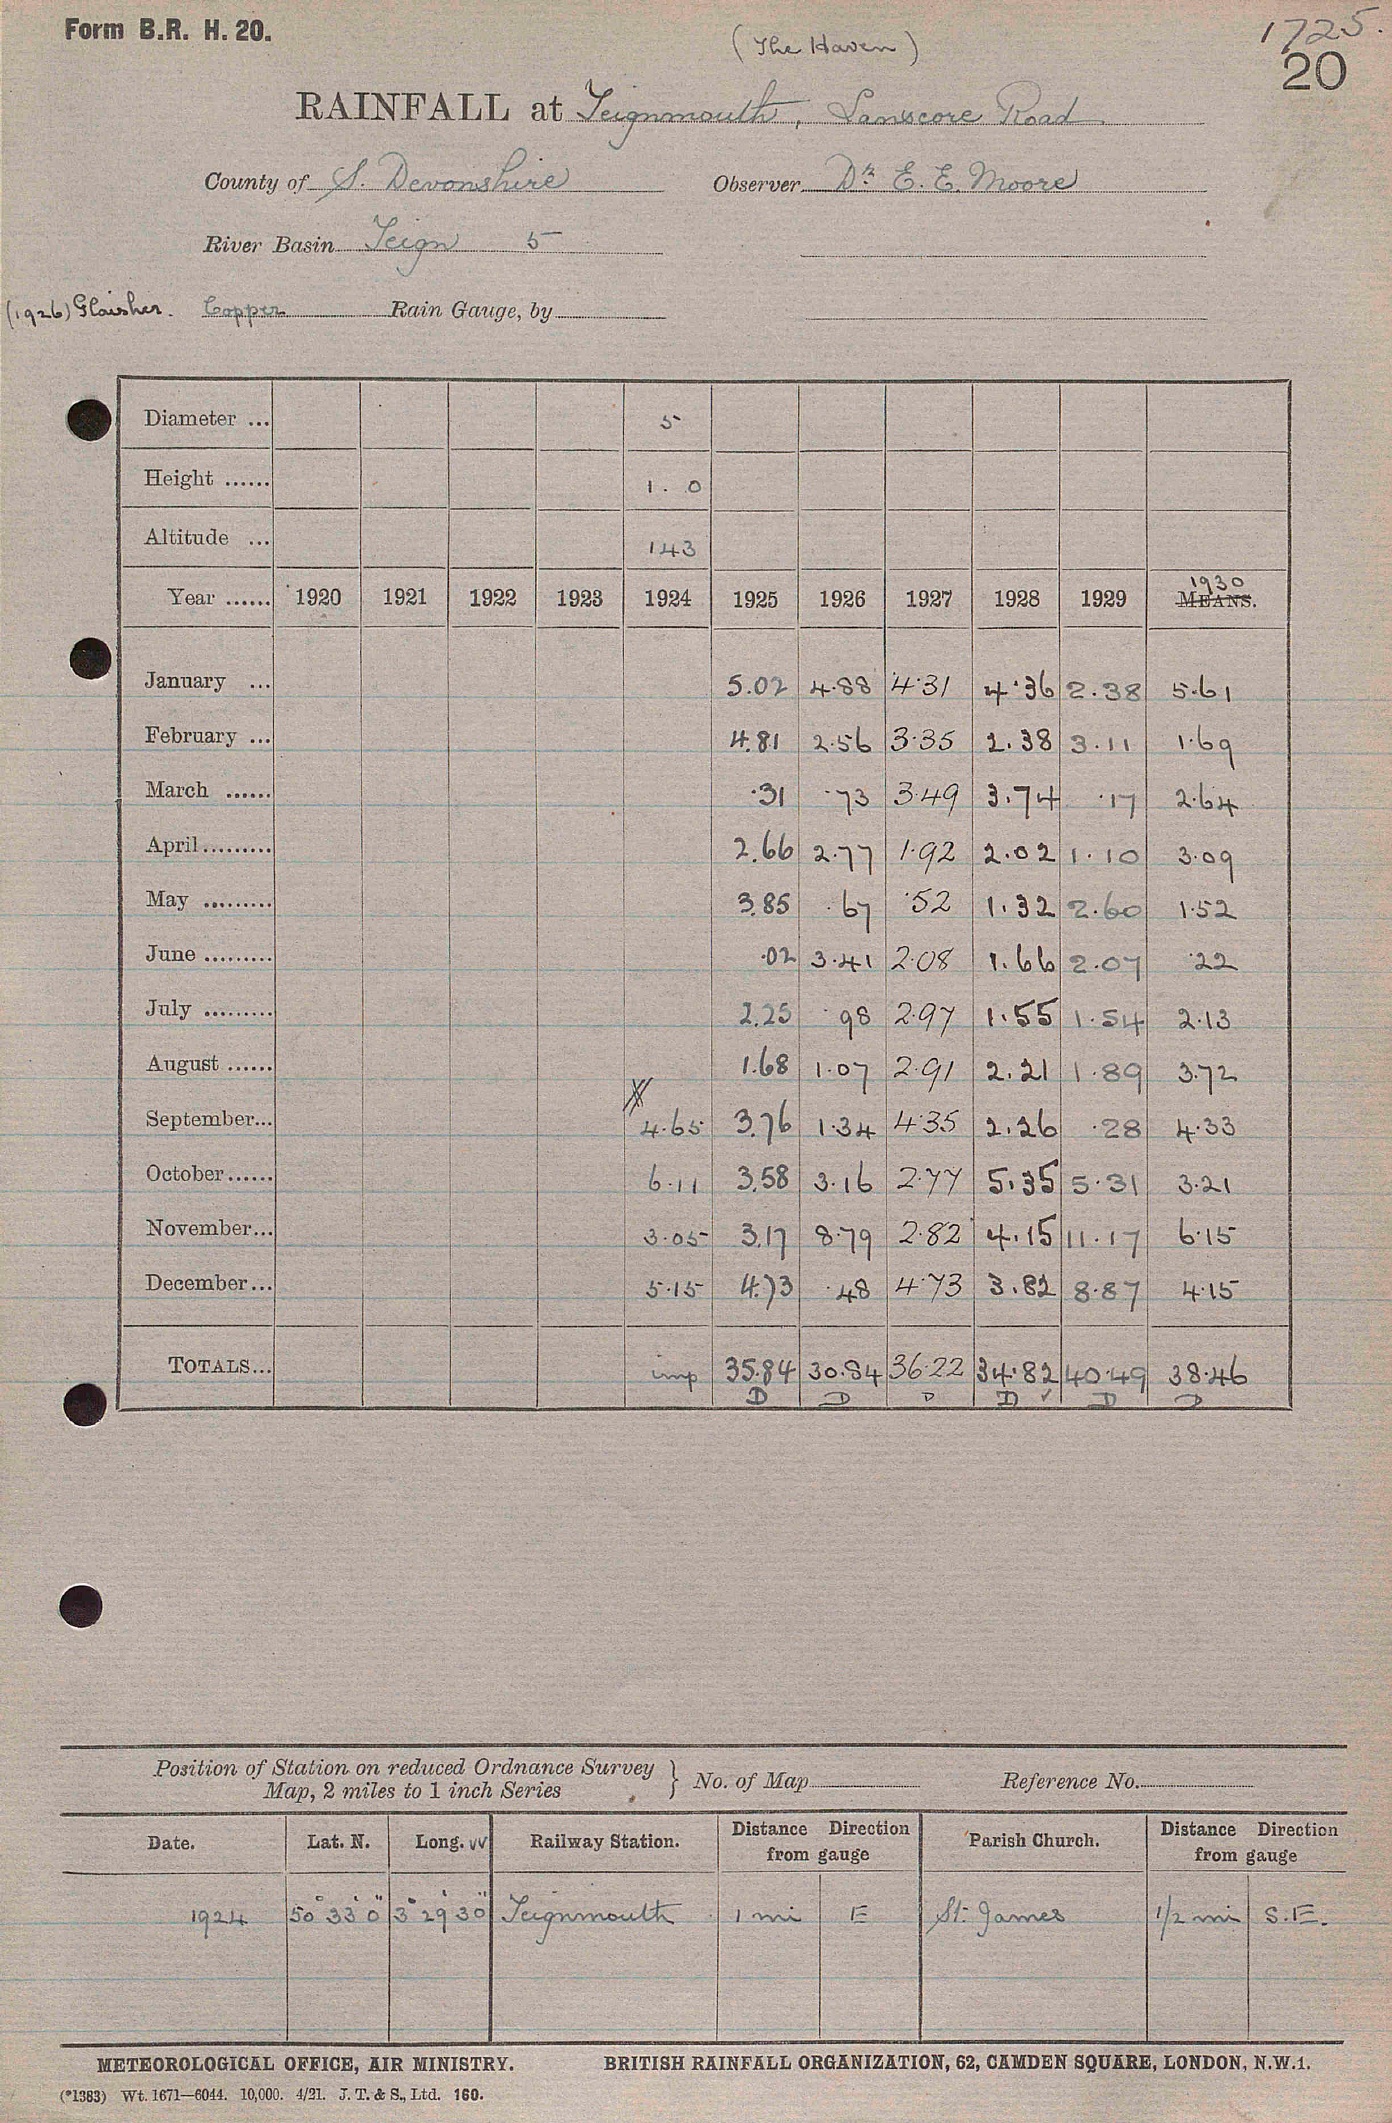 Form B.R. H. 20.
1725.
20
(The Haven)
RAINFALL at Teignmouth, Lanscore Road
County of S. Devonshire Observer Dr. E. E. Moore
River Basin Teign 5
(1926) Glaisher. Copper Rain Gauge, by
Diameter ... 5
Height ...... 1. 0
Altitude ... 143
Year ...... 1920 1921 1922 1923 1924 1925 1926 1927 1928 1929 1930 MEANS.
January ... 5.02 4.88 4.31 4.36 2.38 5.61
February ... 4.81 2.56 3.35 2.38 3.11 1.69
March ...... .31 .73 3.49 3.74 .17 2.64
April ......... 2.66 2.77 1.92 2.02 1.10 3.09
May ......... 3.85 .67 .52 1.32 2.60 1.52
June ......... .02 3.41 2.08 1.66 2.07 .22
July ......... 2.25 .98 2.97 1.55 1.54 2.13
August ...... 1.68 1.07 2.91 2.21 1.89 3.72
September... 4.65 3.76 1.34 4.35 2.26 .28 4.33
October ...... 6.11 3.58 3.16 2.77 5.35 5.31 3.21
November... 3.05 3.17 8.79 2.82 4.15 11.17 6.15
December... 5.15 4.73 .48 4.73 3.82 8.87 4.15
TOTALS... imp 35.84 30.84 36.22 34.82 40.49 38.46
D D D D ✓ D D
Position of Station on reduced Ordnance Survey
Map, 2 miles to 1 inch Series } No. of Map Reference No.
Date. Lat. N. Long. W Railway Station. Distance Direction from gauge Parish Church. Distance Direction from gauge
1924 50° 33' 0" 3° 29' 30" Teignmouth 1 mi E St. James 1/2 mi S.E.
METEOROLOGICAL OFFICE, AIR MINISTRY. BRITISH RAINFALL ORGANIZATION, 62, CAMDEN SQUARE, LONDON, N.W.1.
(*1383) Wt. 1671—6044. 10,000. 4/21. J. T. & S., Ltd. 160.